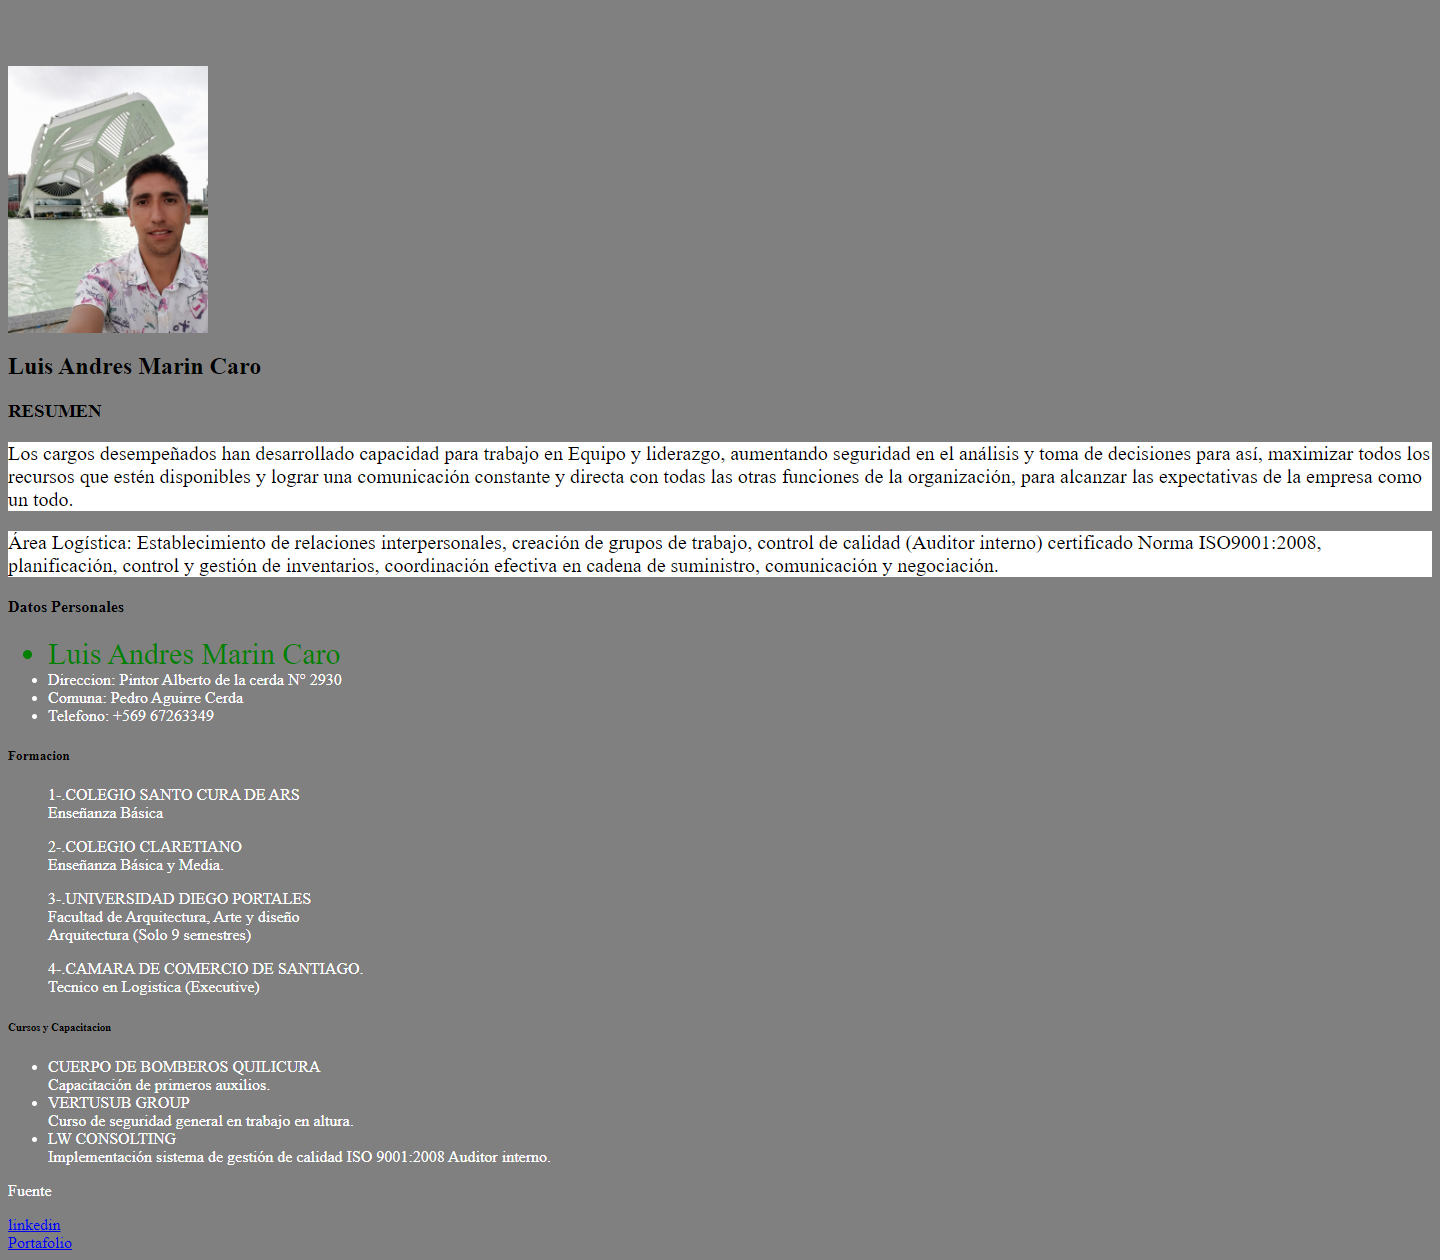 Luis Andres Marin Caro
RESUMEN
Los cargos desempeñados han desarrollado capacidad para trabajo en Equipo y liderazgo, aumentando seguridad en el análisis y toma de decisiones para así, maximizar todos los
recursos que estén disponibles y lograr una comunicación constante y directa con todas las otras funciones de la organización, para alcanzar las expectativas de la empresa como
un todo.
Área Logística: Establecimiento de relaciones interpersonales, creación de grupos de trabajo, control de calidad (Auditor interno) certificado Norma ISO9001:2008,
planificación, control y gestión de inventarios, coordinación efectiva en cadena de suministro, comunicación y negociación.
Datos Personales
• Luis Andres Marin Caro
• Direccion: Pintor Alberto de la cerda N° 2930
• Comuna: Pedro Aguirre Cerda
• Telefono: +569 67263349
Formacion
1-.COLEGIO SANTO CURA DE ARS
Enseñanza Básica
2-.COLEGIO CLARETIANO
Enseñanza Básica y Media.
3-.UNIVERSIDAD DIEGO PORTALES
Facultad de Arquitectura, Arte y diseño
Arquitectura (Solo 9 semestres)
4-.CAMARA DE COMERCIO DE SANTIAGO.
Tecnico en Logistica (Executive)
Cursos y Capacitacion
• CUERPO DE BOMBEROS QUILICURA
Capacitación de primeros auxilios.
• VERTUSUB GROUP
Curso de seguridad general en trabajo en altura.
• LW CONSOLTING
Implementación sistema de gestión de calidad ISO 9001:2008 Auditor interno.
Fuente
linkedin
Portafolio